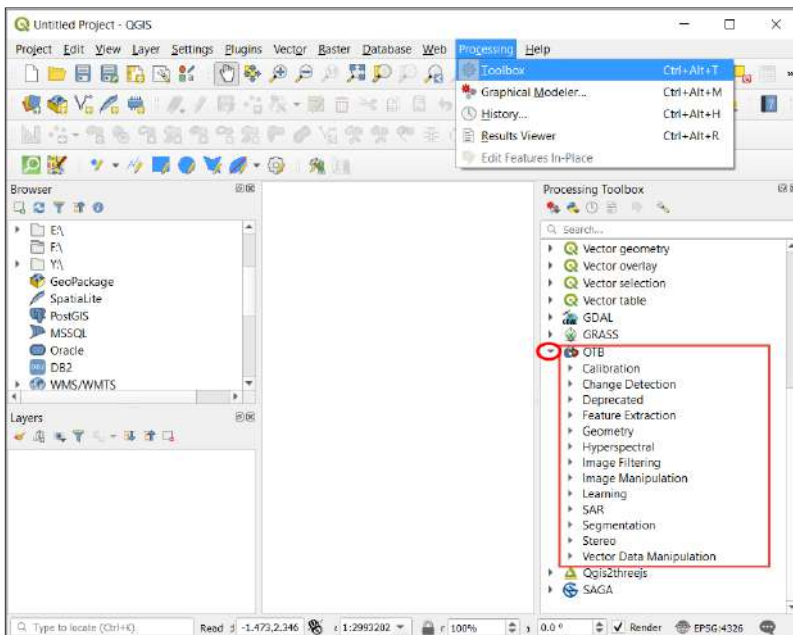 Untitled Project - QGIS
Project Edit View Layer Settings Plugins Vector Raster Database Web Processing Help
Toolbox Ctrl+Alt+T
Graphical Modeler... Ctrl+Alt+M
History... Ctrl+Alt+H
Results Viewer Ctrl+Alt+R
Edit Features In-Place
Browser
E:\
F:\
Y:\
GeoPackage
SpatiaLite
PostGIS
MSSQL
Oracle
DB2
WMS/WMTS
Layers
Processing Toolbox
Search...
Vector geometry
Vector overlay
Vector selection
Vector table
GDAL
GRASS
OTB
Calibration
Change Detection
Deprecated
Feature Extraction
Geometry
Hyperspectral
Image Filtering
Image Manipulation
Learning
SAR
Segmentation
Stereo
Vector Data Manipulation
Qgis2threejs
SAGA
Type to locate (Ctrl+K) Read -1.473,2.346 1:2993202 100% 0.0 ° Render EPSG:4326